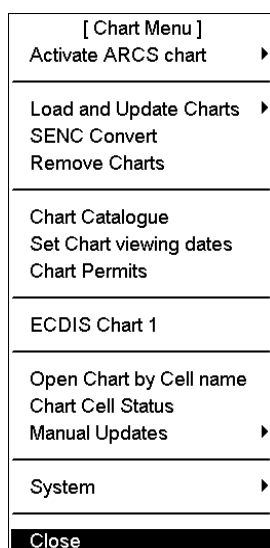 [ Chart Menu ]
Activate ARCS chart
Load and Update Charts
SENC Convert
Remove Charts
Chart Catalogue
Set Chart viewing dates
Chart Permits
ECDIS Chart 1
Open Chart by Cell name
Chart Cell Status
Manual Updates
System
Close